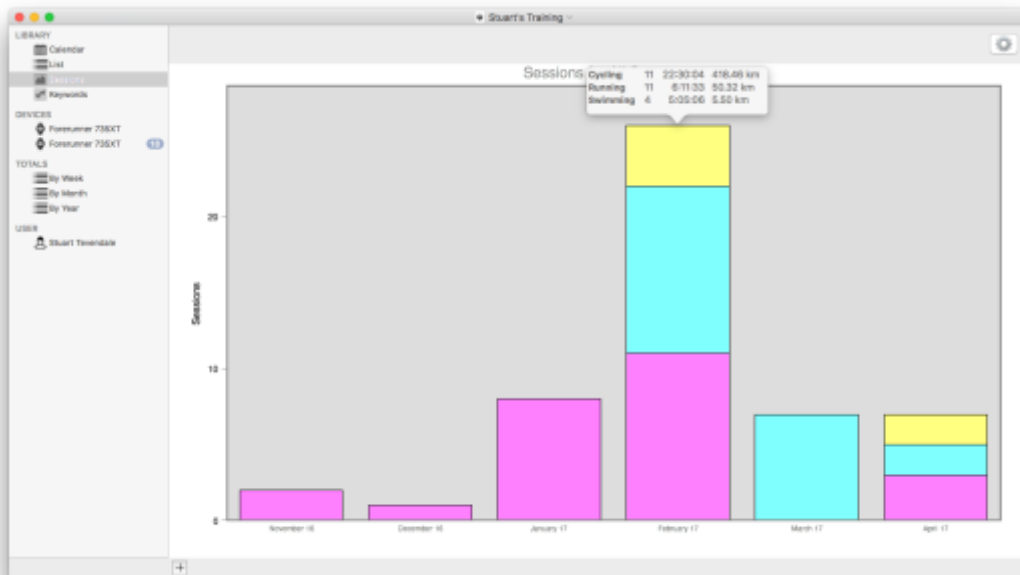 Stuart's Training
LIBRARY
Calendar
List
Sessions
Keywords
DEVICES
Forerunner 735XT
Forerunner 735XT
TOTALS
By Week
By Month
By Year
USER
Stuart Tevendale
Sessions
Cycling 11 22:30:04 418.46 km
Running 11 6:11:33 50.32 km
Swimming 4 5:05:06 5.50 km
Sessions
20
10
0
November 16
December 16
January 17
February 17
March 17
April 17